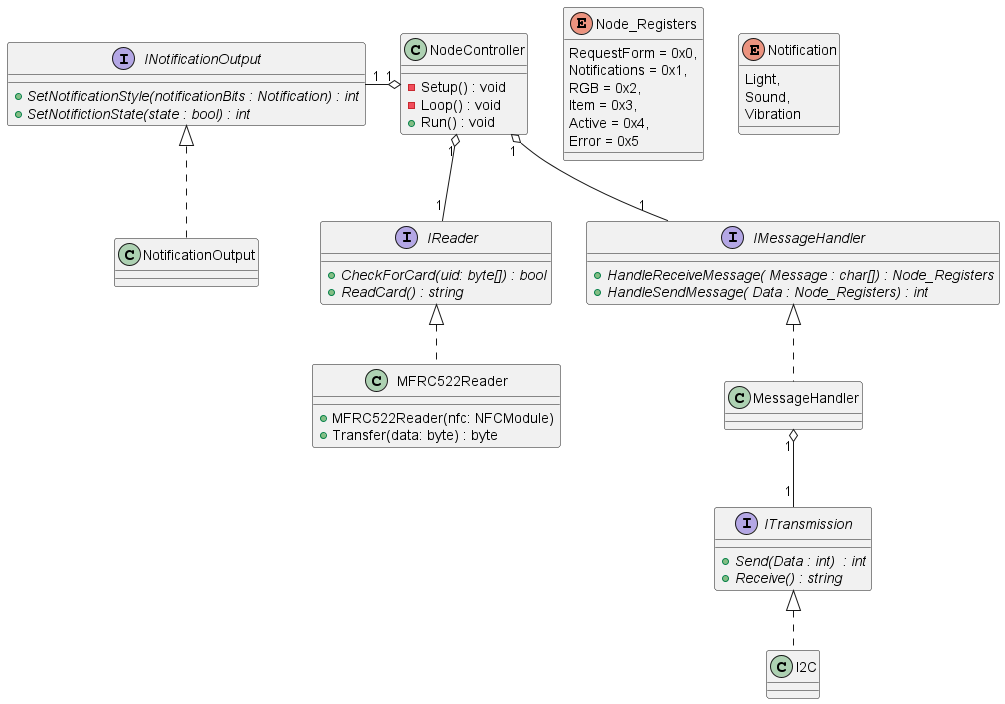 I INotificationOutput
SetNotificationStyle(notificationBits : Notification) : int
SetNotifictionState(state : bool) : int
1 1
C NodeController
Setup() : void
Loop() : void
Run() : void
E Node_Registers
RequestForm = 0x0,
Notifications = 0x1,
RGB = 0x2,
Item = 0x3,
Active = 0x4,
Error = 0x5
E Notification
Light,
Sound,
Vibration
1
1
1
1
C NotificationOutput
I IReader
CheckForCard(uid: byte[]) : bool
ReadCard() : string
I IMessageHandler
HandleReceiveMessage( Message : char[]) : Node_Registers
HandleSendMessage( Data : Node_Registers) : int
C MFRC522Reader
MFRC522Reader(nfc: NFCModule)
Transfer(data: byte) : byte
C MessageHandler
1
1
I ITransmission
Send(Data : int)  : int
Receive() : string
C I2C